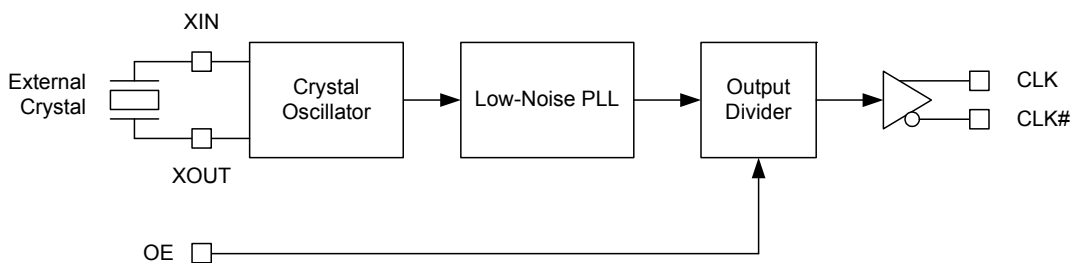 XIN
External
Crystal
XOUT
Crystal
Oscillator
Low-Noise PLL
Output
Divider
CLK
CLK#
OE